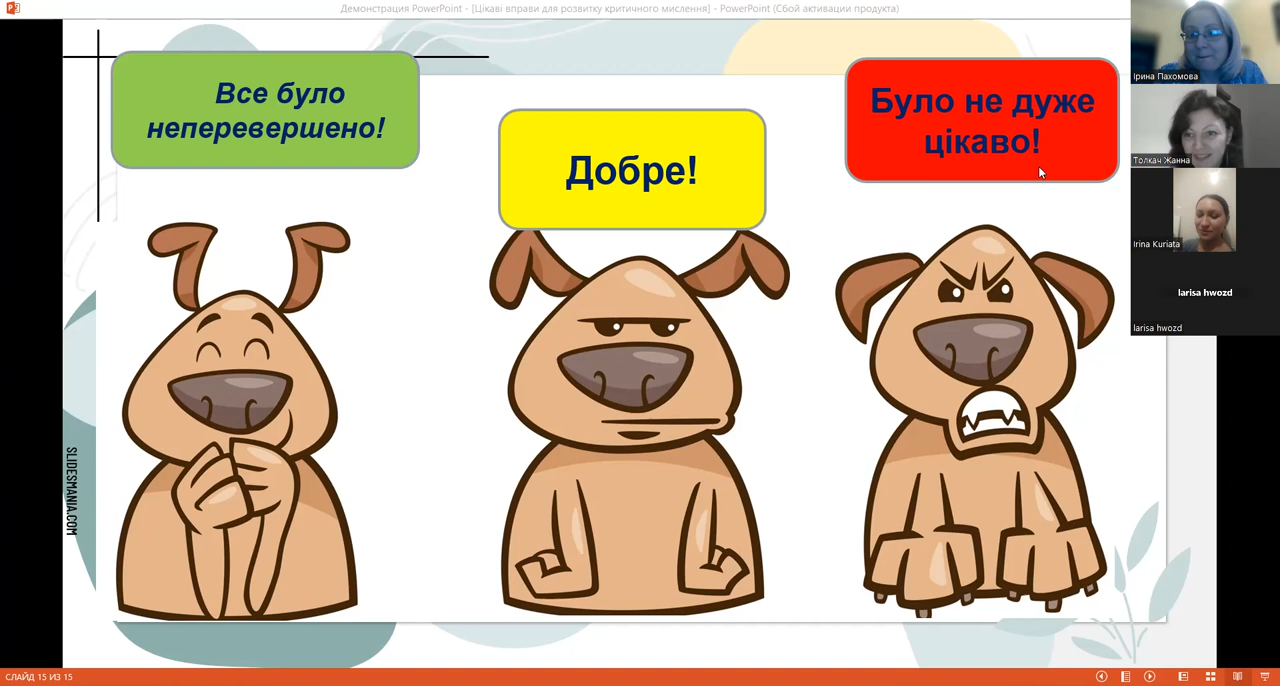 Демонстрация PowerPoint - [Цікаві вправи для розвитку критичного мислення] - PowerPoint (Сбой активации продукта)
Все було
неперевершено!
Добре!
Було не дуже
цікаво!
Ірина Пахомова
Толкач Жанна
Irina Kuriata
larisa hwozd
larisa hwozd
SLIDESMANIA.COM
СЛАЙД 15 ИЗ 15